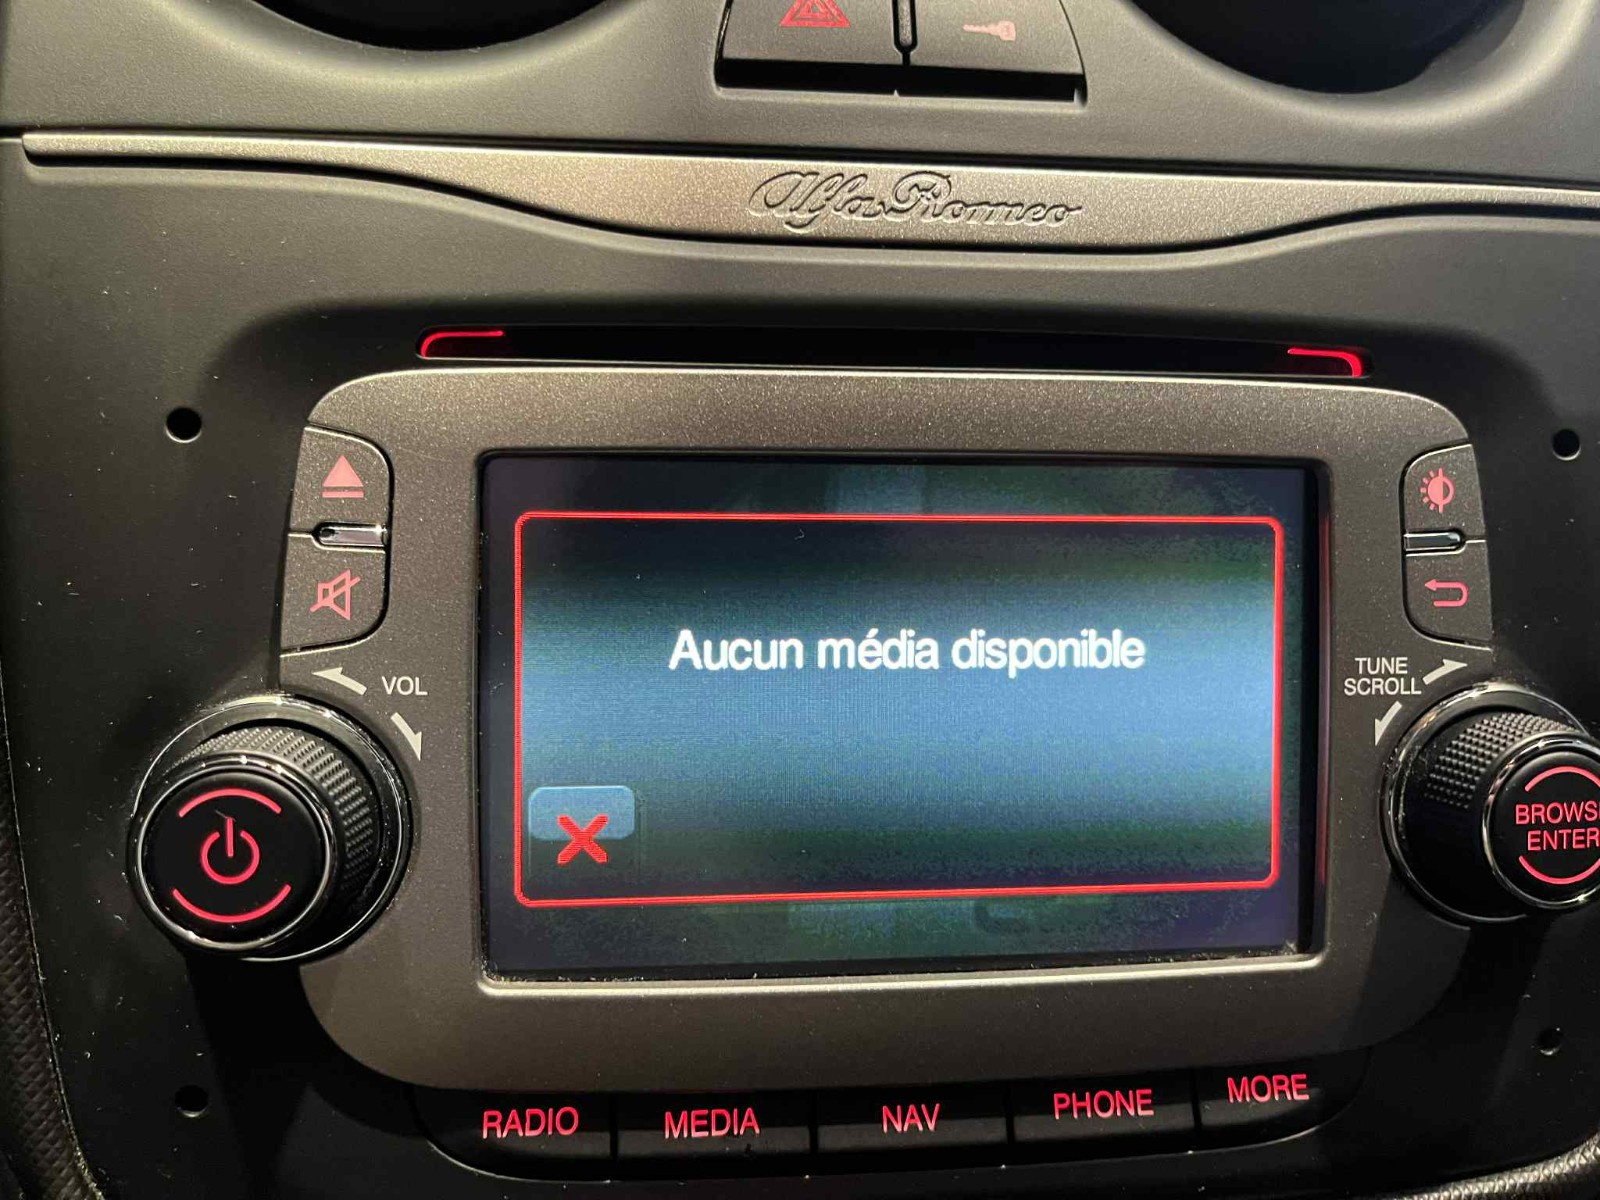 Alfa Romeo
Aucun média disponible
VOL
TUNE
SCROLL
BROWSE
ENTER
RADIO
MEDIA
NAV
PHONE
MORE